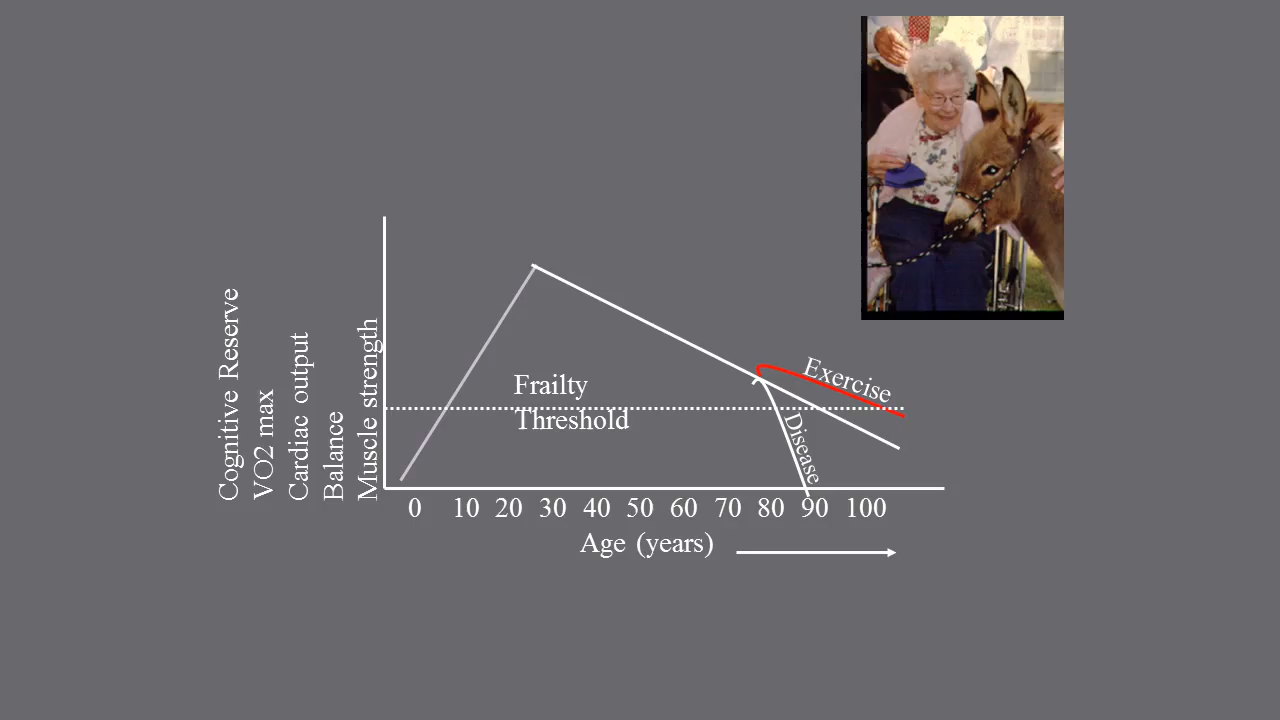 Cognitive Reserve
VO2 max
Cardiac output
Balance
Muscle strength
Frailty
Threshold
Exercise
Disease
0 10 20 30 40 50 60 70 80 90 100
Age (years)